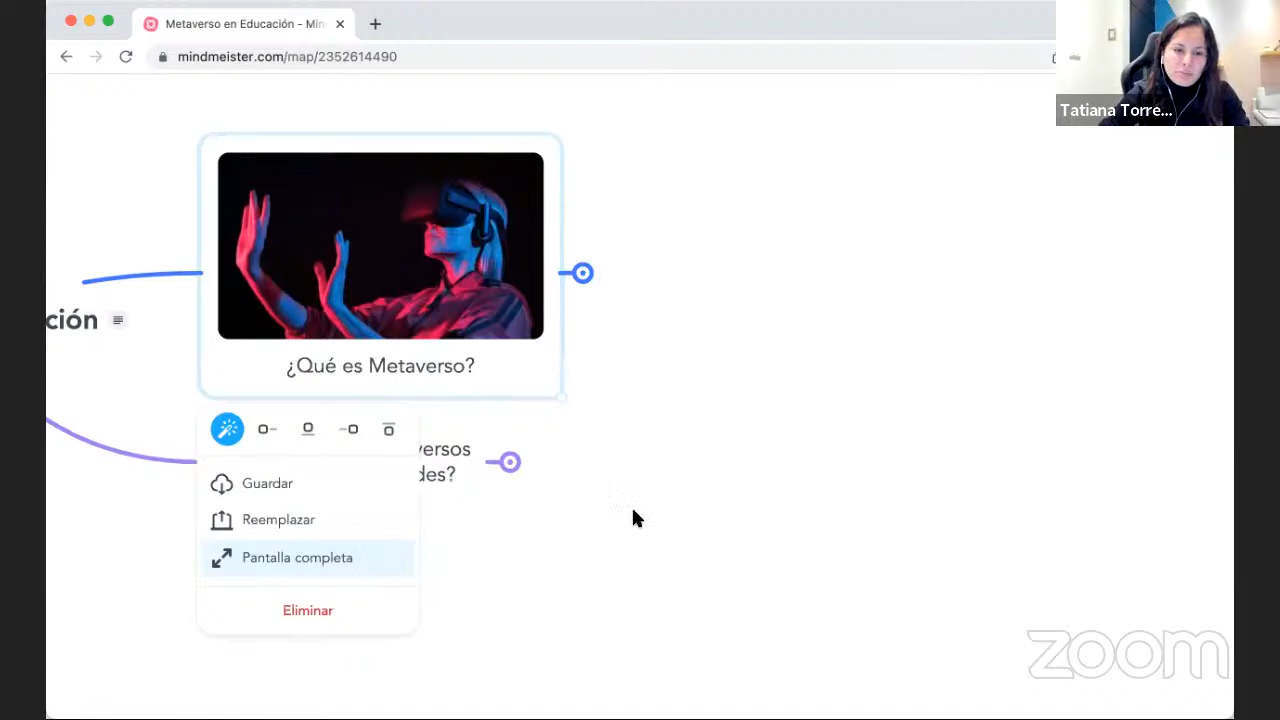 Metaverso en Educación - Min
mindmeister.com/map/2352614490
Tatiana Torre...
¿Qué es Metaverso?
ción
versos
des?
Guardar
Reemplazar
Pantalla completa
Eliminar
zoom